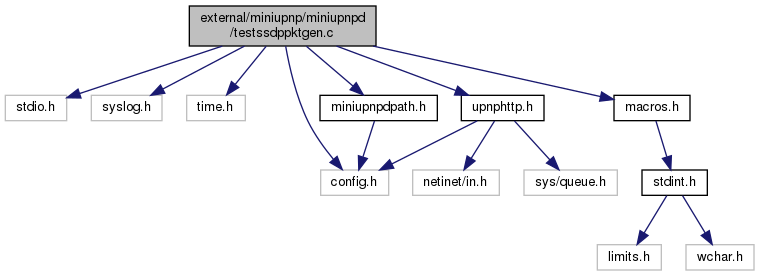 external/miniupnp/miniupnpd
/testssdppktgen.c
stdio.h
syslog.h
time.h
miniupnpdpath.h
upnphttp.h
macros.h
config.h
netinet/in.h
sys/queue.h
stdint.h
limits.h
wchar.h